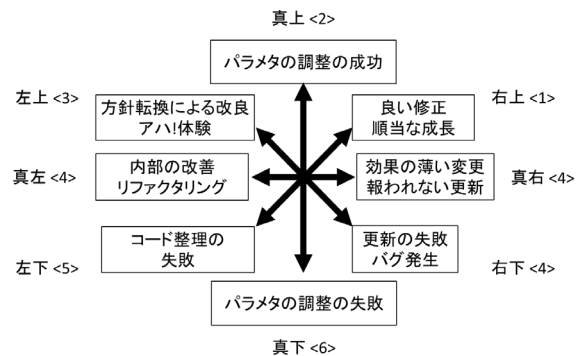 真上 <2>
パラメタの調整の成功
左上 <3>
方針転換による改良
アハ!体験
良い修正
順当な成長
右上 <1>
真左 <4>
内部の改善
リファクタリング
効果の薄い変更
報われない更新
真右 <4>
左下 <5>
コード整理の
失敗
更新の失敗
バグ発生
右下 <4>
パラメタの調整の失敗
真下 <6>